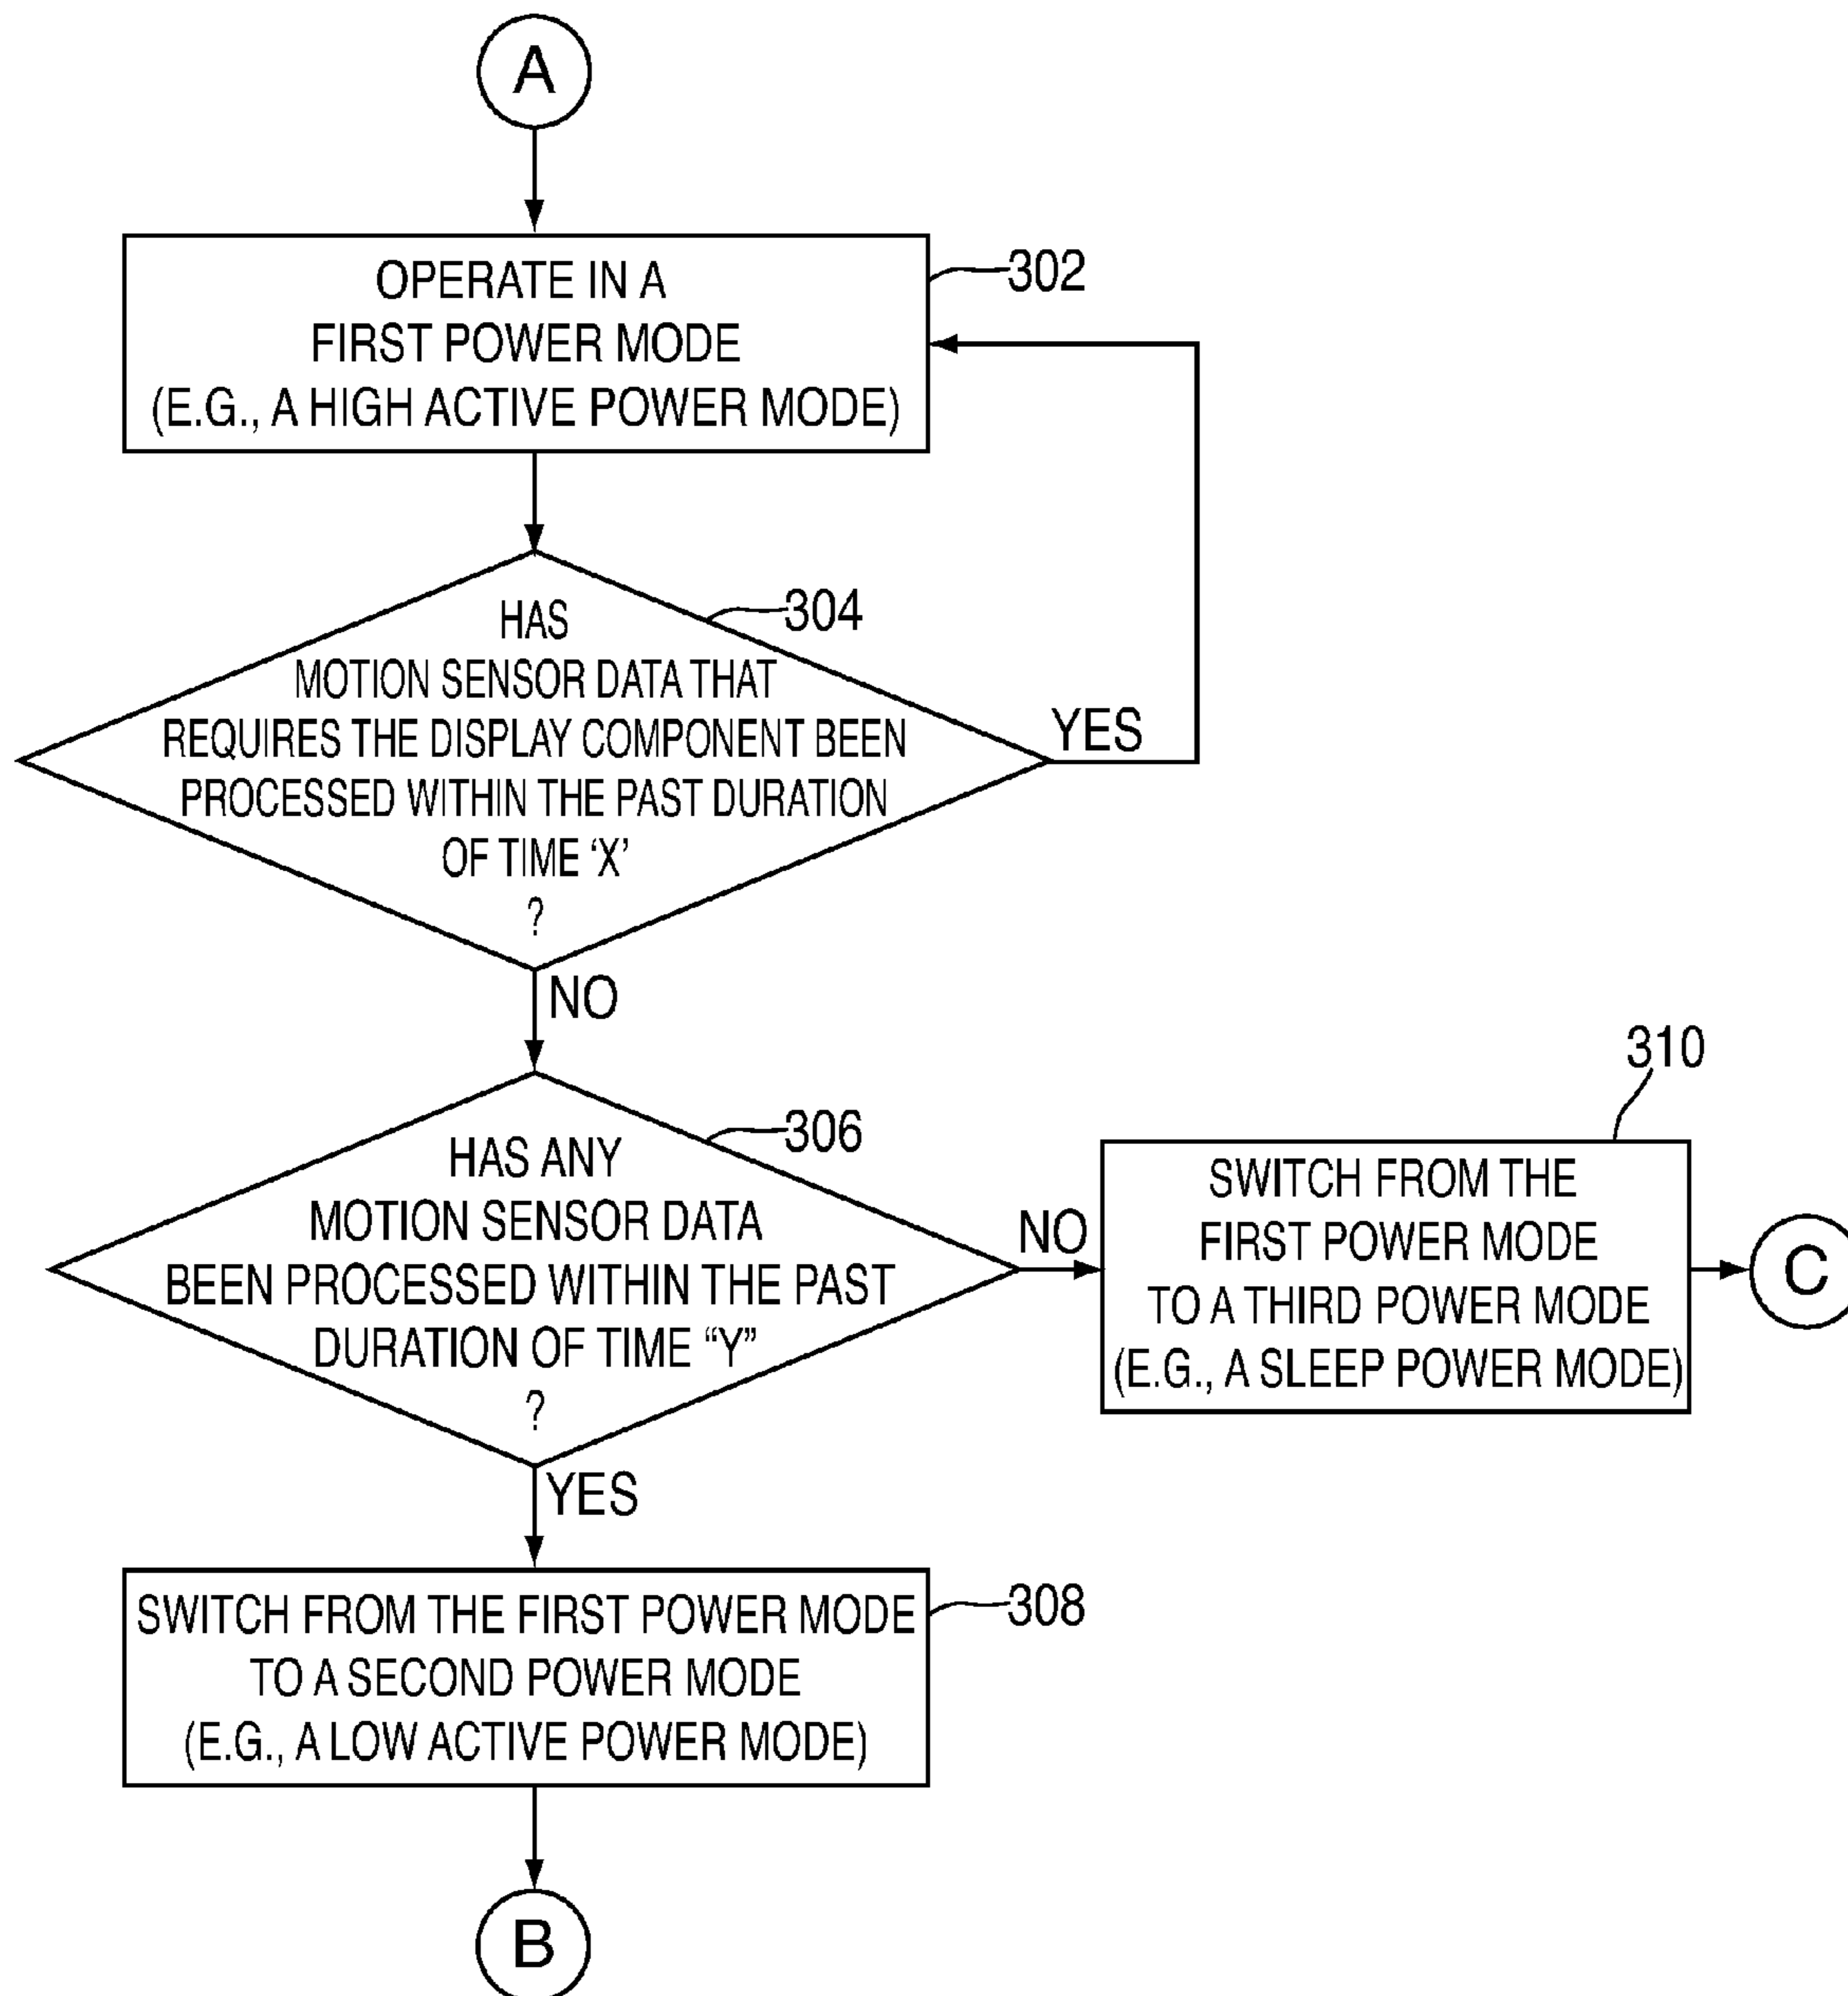 A
OPERATE IN A
FIRST POWER MODE
(E.G., A HIGH ACTIVE POWER MODE)
302
HAS
MOTION SENSOR DATA THAT
REQUIRES THE DISPLAY COMPONENT BEEN
PROCESSED WITHIN THE PAST DURATION
OF TIME ‘X’
?
304
YES
NO
HAS ANY
MOTION SENSOR DATA
BEEN PROCESSED WITHIN THE PAST
DURATION OF TIME “Y”
?
306
NO
310
SWITCH FROM THE
FIRST POWER MODE
TO A THIRD POWER MODE
(E.G., A SLEEP POWER MODE)
C
YES
SWITCH FROM THE FIRST POWER MODE
TO A SECOND POWER MODE
(E.G., A LOW ACTIVE POWER MODE)
308
B